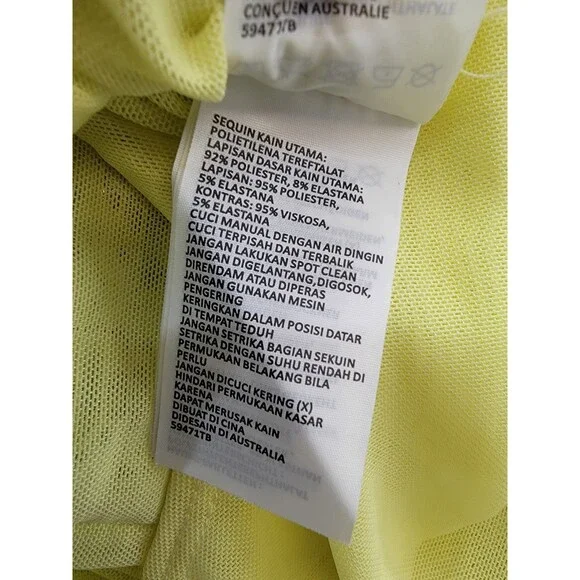 CONÇU EN AUSTRALIE
59471TB
SEQUIN KAIN UTAMA:
POLIETILENA TEREFTALAT
LAPISAN DASAR KAIN UTAMA:
92% POLIESTER, 8% ELASTANA
LAPISAN: 95% POLIESTER,
5% ELASTANA
KONTRAS: 95% VISKOSA,
5% ELASTANA
CUCI MANUAL DENGAN AIR DINGIN
CUCI TERPISAH DAN TERBALIK
JANGAN LAKUKAN SPOT CLEAN
JANGAN DIGELANTANG,DIGOSOK,
DIRENDAM ATAU DIPERAS
JANGAN GUNAKAN MESIN
PENGERING
KERINGKAN DALAM POSISI DATAR
DI TEMPAT TEDUH
JANGAN SETRIKA BAGIAN SEKUIN
SETRIKA DENGAN SUHU RENDAH DI
PERMUKAAN BELAKANG BILA
PERLU
JANGAN DICUCI KERING (X)
HINDARI PERMUKAAN KASAR
KARENA
DAPAT MERUSAK KAIN
DIBUAT DI CINA
DIDESAIN DI AUSTRALIA
59471TB